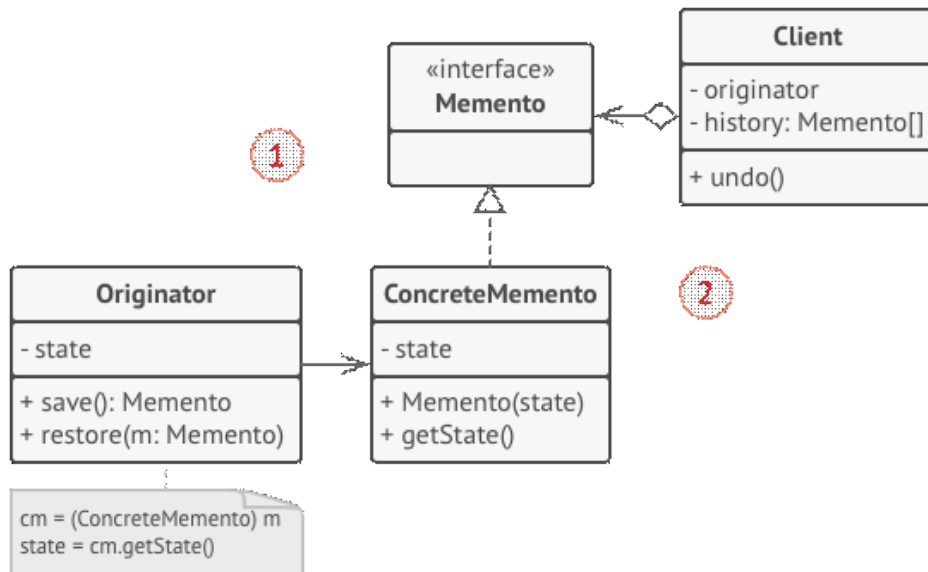 «interface»
Memento
Client
- originator
- history: Memento[]
+ undo()
1
Originator
- state
+ save(): Memento
+ restore(m: Memento)
ConcreteMemento
- state
+ Memento(state)
+ getState()
2
cm = (ConcreteMemento) m
state = cm.getState()